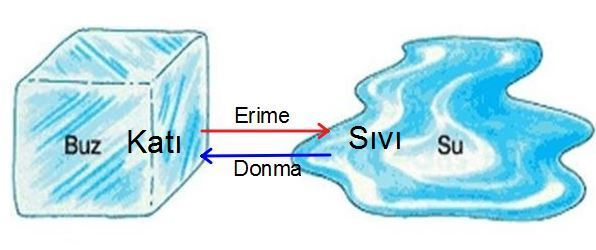 Erime
Buz Katı Sıvı Su
Donma